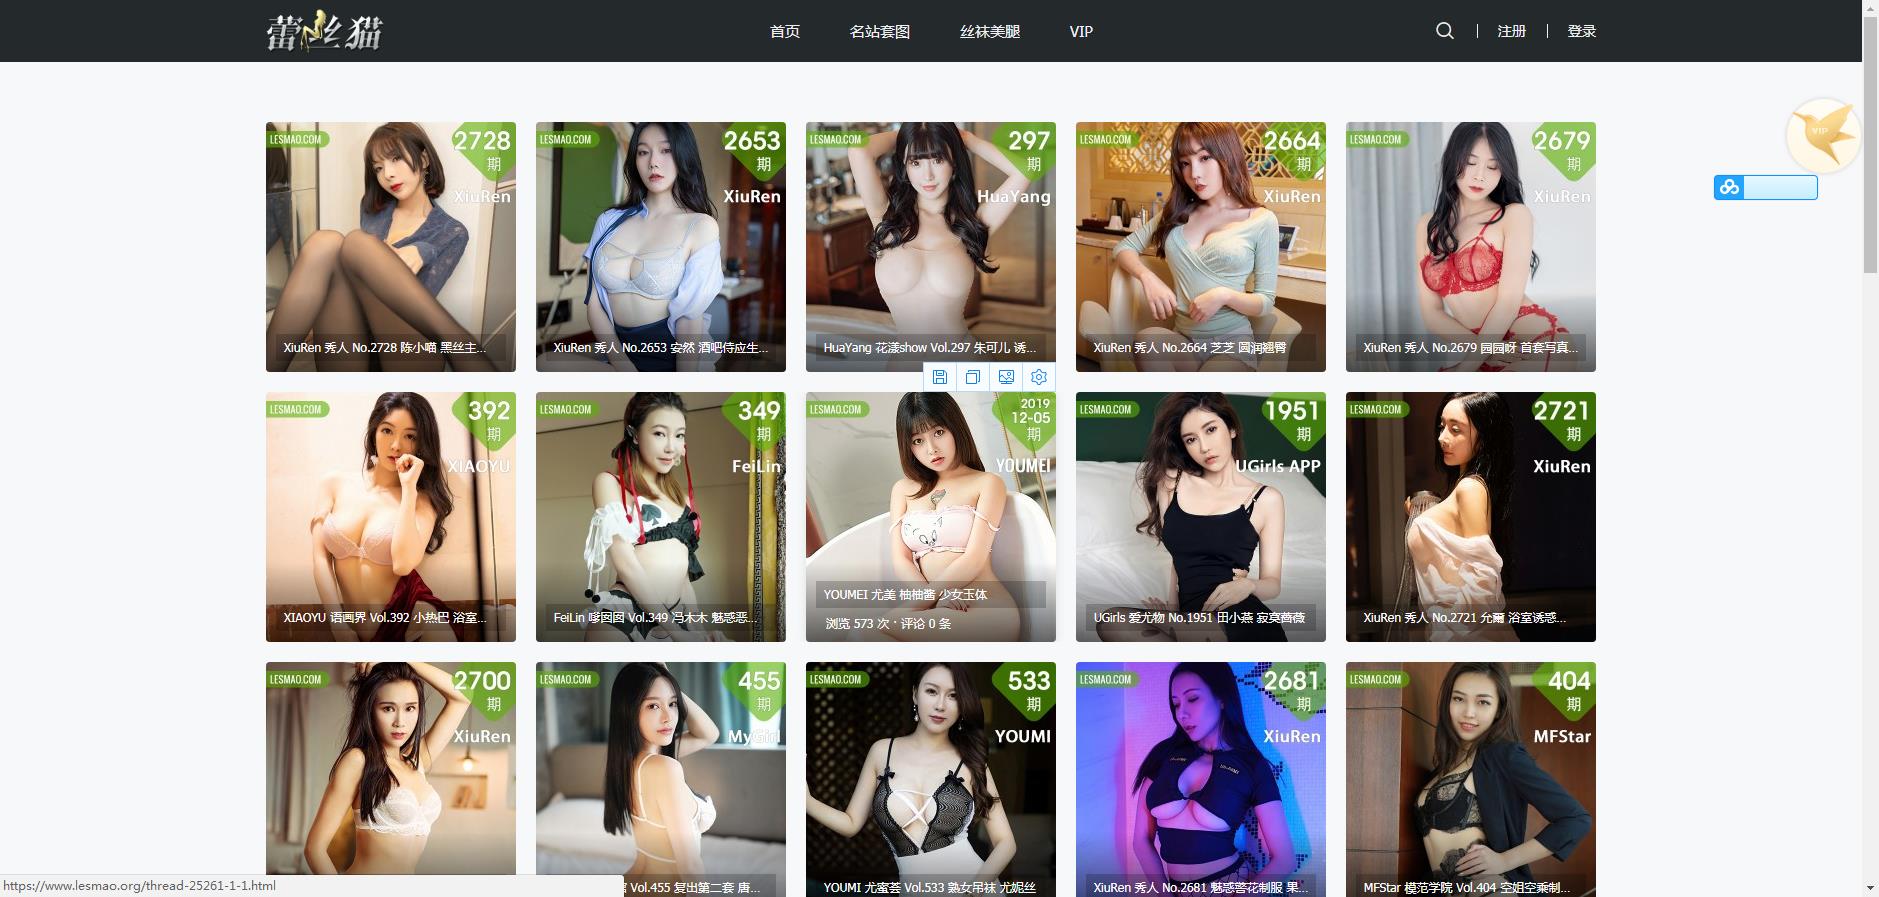 蕾丝猫
首页 名站套图 丝袜美腿 VIP
注册 | 登录
VIP
LESMAO.COM
2728
期
XiuRen
XiuRen 秀人 No.2728 陈小喵 黑丝主...
LESMAO.COM
2653
期
XiuRen
XiuRen 秀人 No.2653 安然 酒吧侍应生...
LESMAO.COM
297
期
HuaYang
HuaYang 花漾show Vol.297 朱可儿 诱...
LESMAO.COM
2664
期
XiuRen
XiuRen 秀人 No.2664 芝芝 圆润翘臀
LESMAO.COM
2679
期
XiuRen
XiuRen 秀人 No.2679 园园呀 首套写真...
LESMAO.COM
392
期
XIAOYU
XIAOYU 语画界 Vol.392 小热巴 浴室...
LESMAO.COM
349
期
FeiLin
FeiLin 嗲囡囡 Vol.349 冯木木 魅惑恶...
LESMAO.COM
2019
12-05
期
YOUMEI
YOUMEI 尤美 柚柚酱 少女玉体
浏览 573 次 · 评论 0 条
LESMAO.COM
1951
期
UGirls APP
UGirls 爱尤物 No.1951 田小燕 寂寞蔷薇
LESMAO.COM
2721
期
XiuRen
XiuRen 秀人 No.2721 允爾 浴室诱惑...
LESMAO.COM
2700
期
XiuRen
LESMAO.COM
455
期
MyGirl
Vol.455 复出第二套 唐...
LESMAO.COM
533
期
YOUMI
YOUMI 尤蜜荟 Vol.533 熟女吊袜 尤妮丝
LESMAO.COM
2681
期
XiuRen
XiuRen 秀人 No.2681 魅惑警花制服 果...
LESMAO.COM
404
期
MFStar
MFStar 模范学院 Vol.404 空姐空乘制...
https://www.lesmao.org/thread-25261-1-1.html